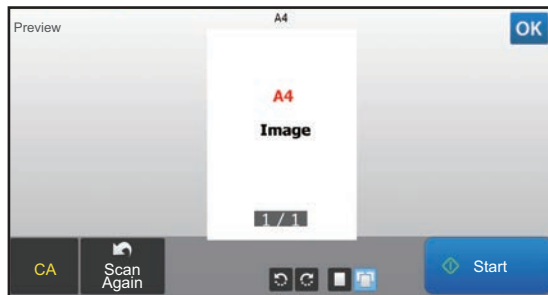 A4
Preview
OK
A4
Image
1 / 1
CA
Scan
Again
Start